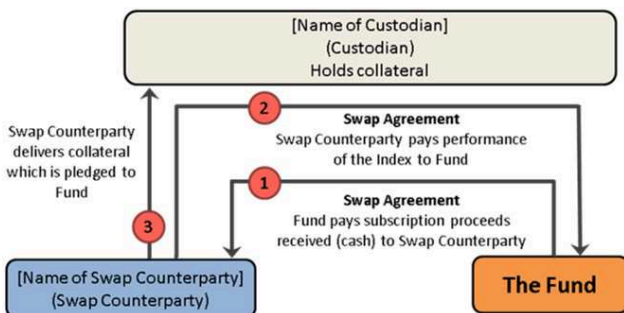 [Name of Custodian]
(Custodian)
Holds collateral
2
Swap Agreement
Swap Counterparty pays performance
of the Index to Fund
Swap Counterparty
delivers collateral
which is pledged to
Fund
1
Swap Agreement
Fund pays subscription proceeds
received (cash) to Swap Counterparty
3
[Name of Swap Counterparty]
(Swap Counterparty)
The Fund